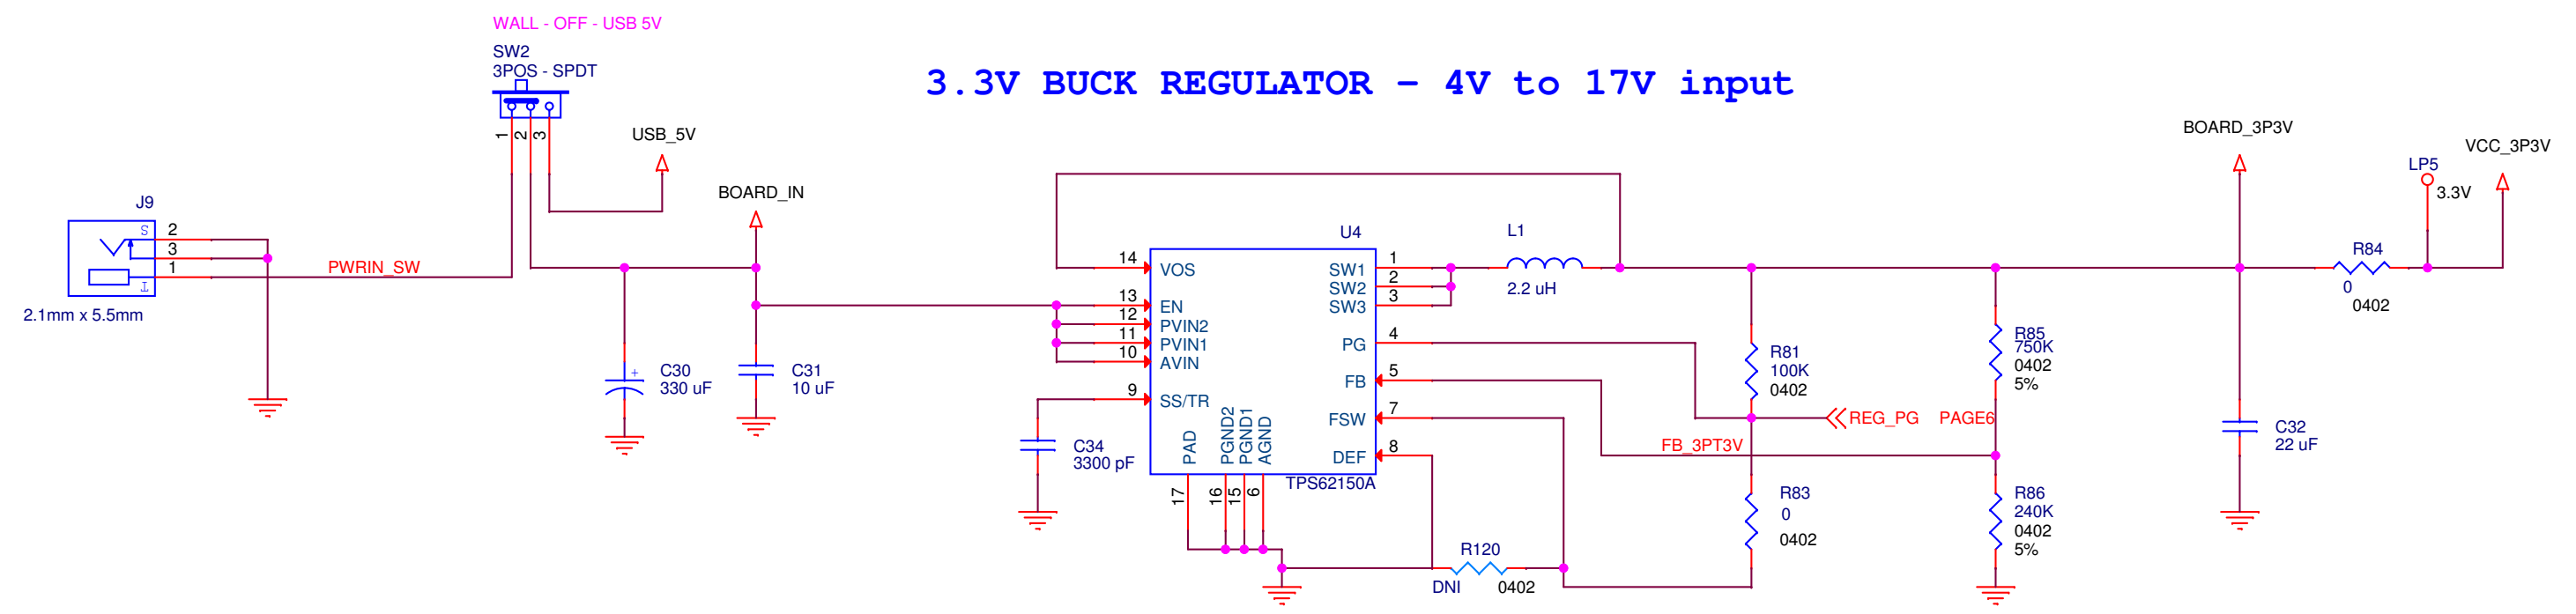 WALL - OFF - USB 5V
SW2
3POS - SPDT
3.3V BUCK REGULATOR - 4V to 17V input
1
2
3
USB_5V
BOARD_IN
J9
S
2
3
1
T
PWRIN_SW
2.1mm x 5.5mm
C30
330 uF
+
C31
10 uF
C34
3300 pF
U4
14
VOS
13
EN
12
PVIN2
11
PVIN1
10
AVIN
9
SS/TR
SW1
1
SW2
2
SW3
3
PG
4
FB
5
FSW
7
DEF
8
PAD
PGND2
PGND1
AGND
17
16
15
6
TPS62150A
L1
2.2 uH
R120
DNI
0402
R81
100K
0402
REG_PG PAGE6
FB_3PT3V
R83
0
0402
R85
750K
0402
5%
R86
240K
0402
5%
BOARD_3P3V
C32
22 uF
R84
0
0402
LP5
3.3V
VCC_3P3V